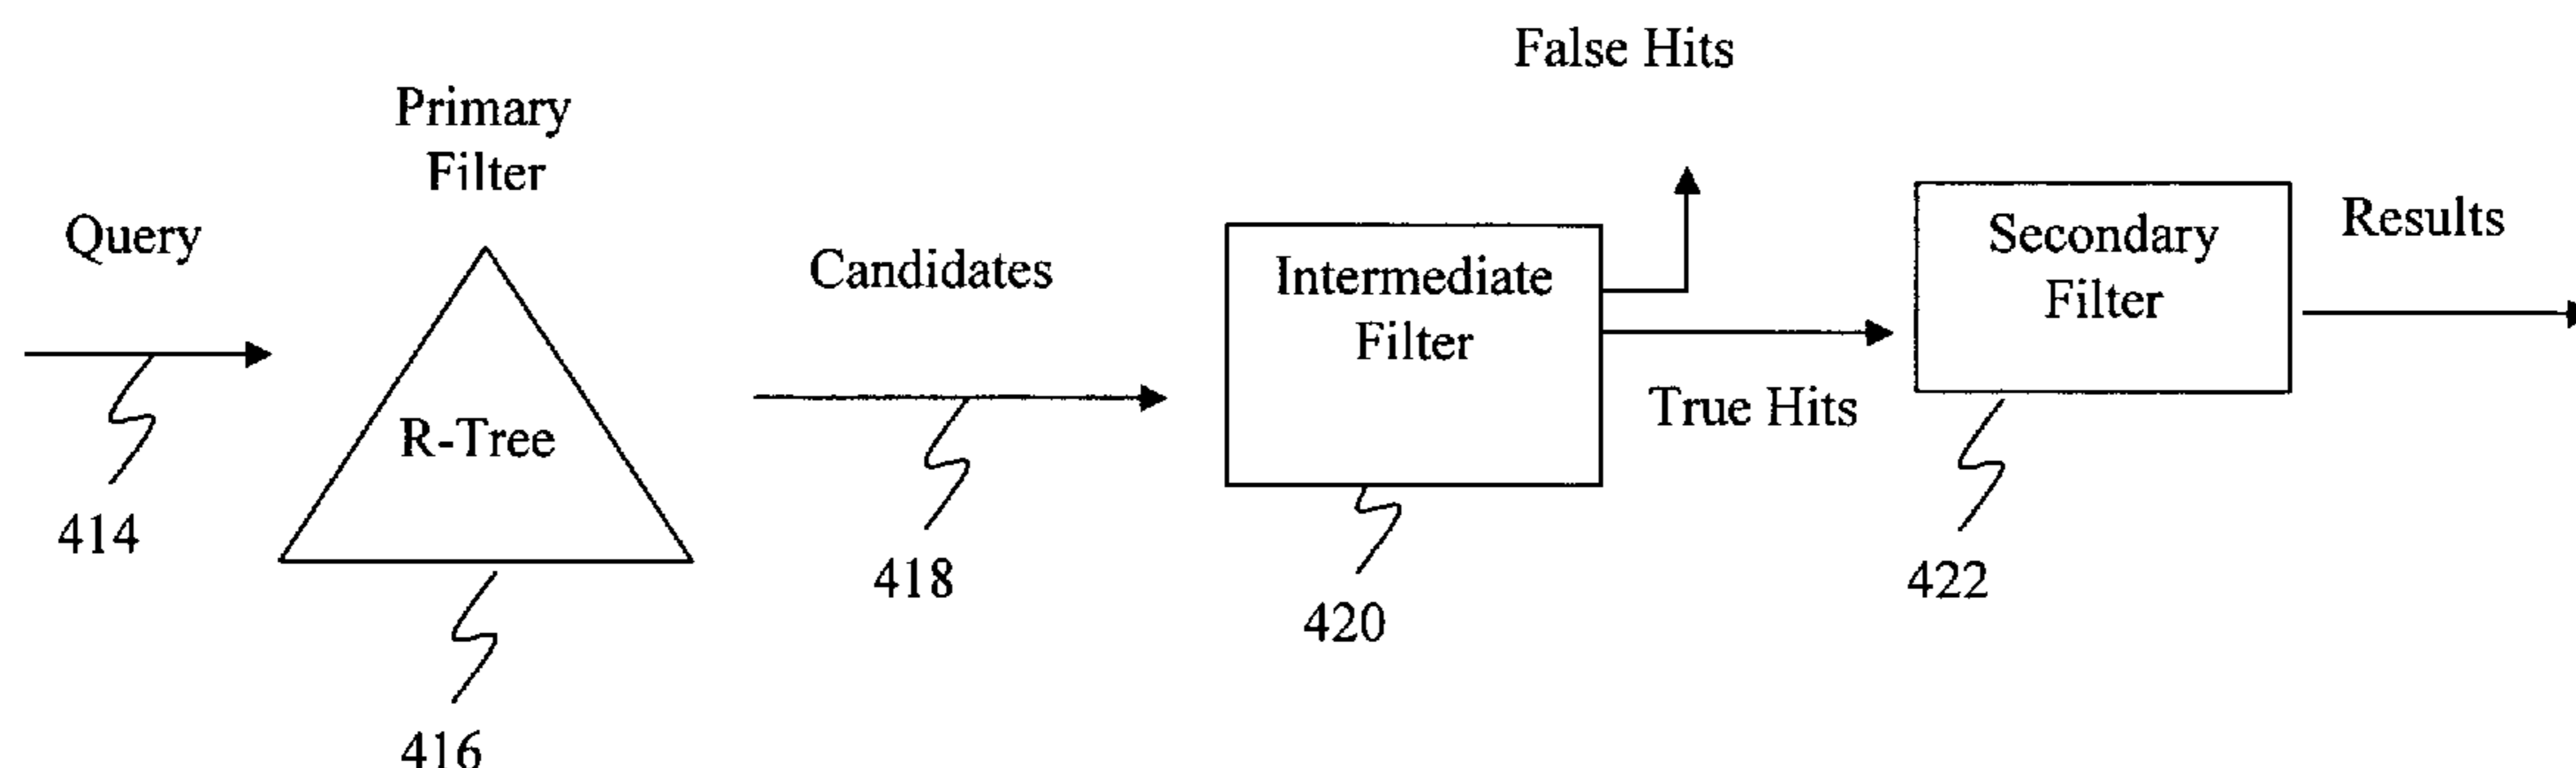 False Hits
Primary
Filter
Query
Candidates
Intermediate
Filter
Secondary
Filter
Results
R-Tree
True Hits
414
418
420
422
416